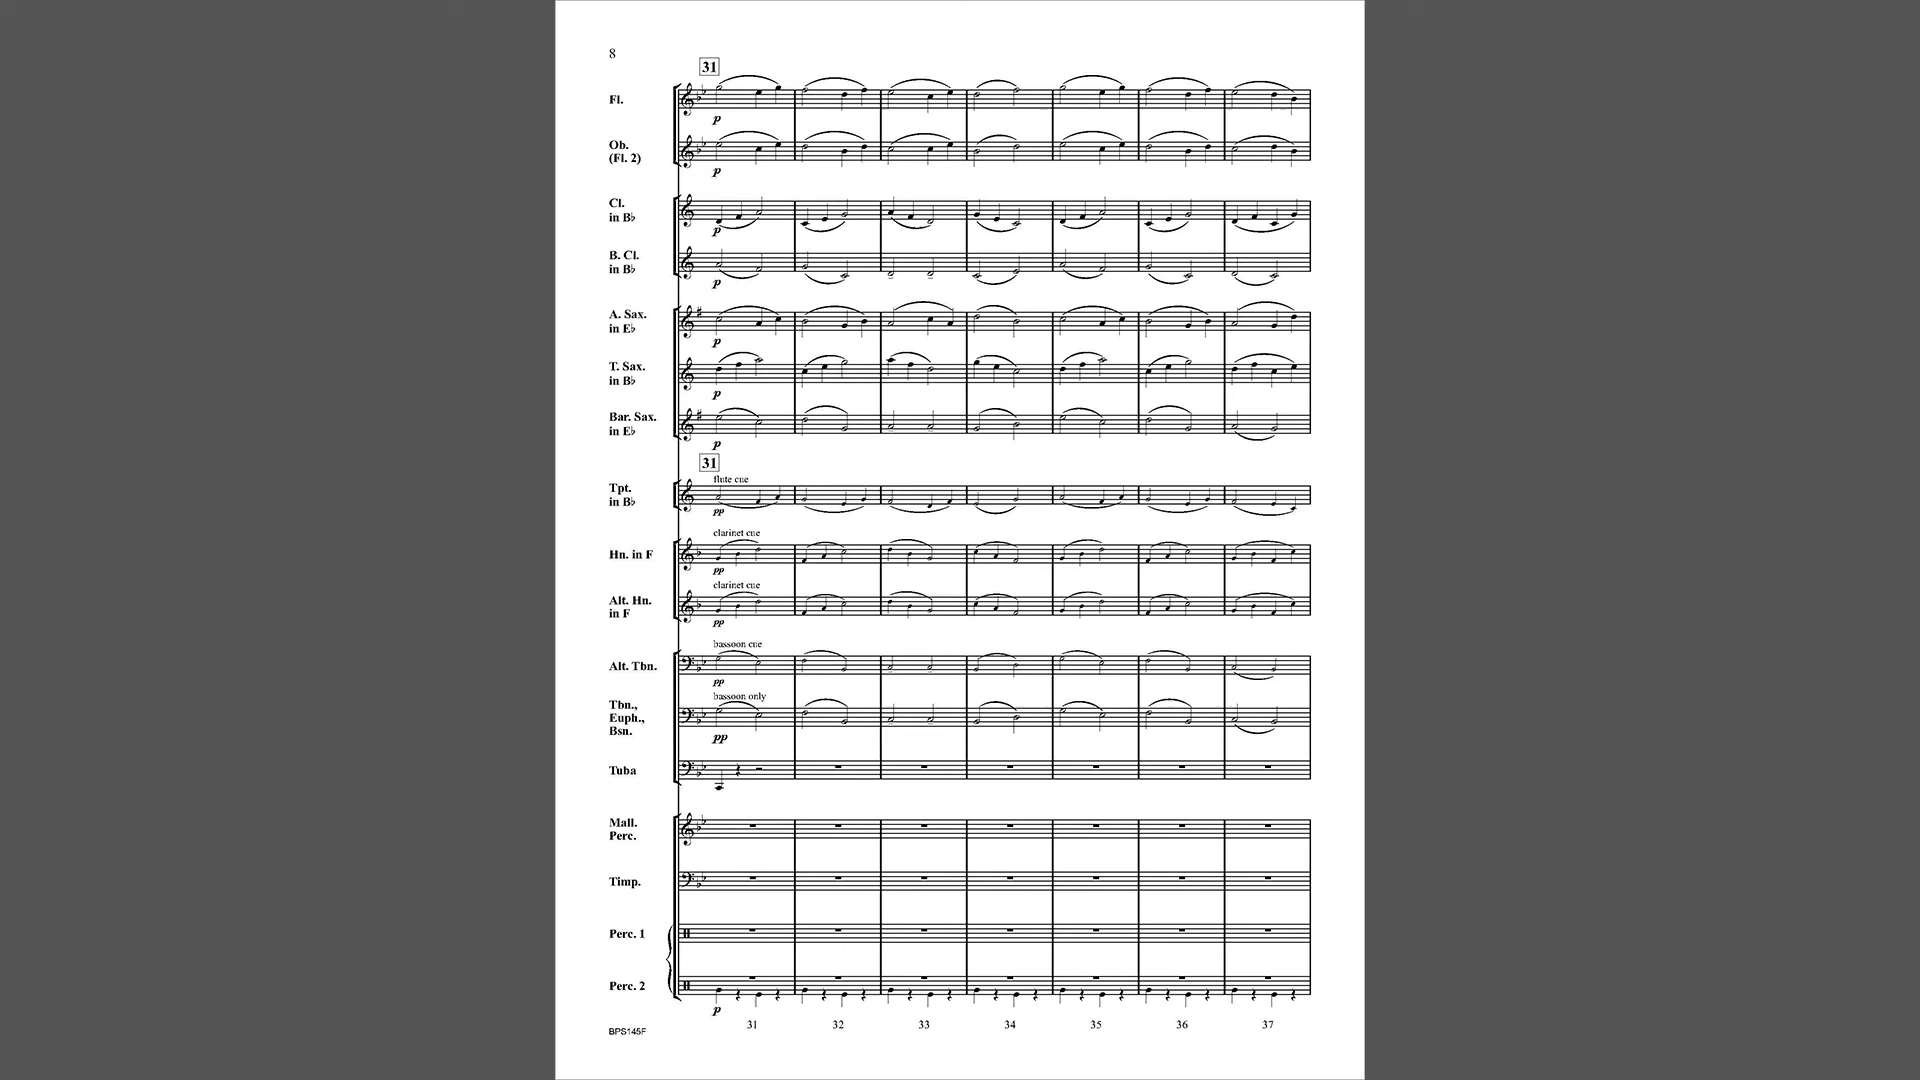 8
31
Fl.
p
Ob.
(Fl. 2)
p
Cl.
in B♭
p
B. Cl.
in B♭
p
A. Sax.
in E♭
p
T. Sax.
in B♭
p
Bar. Sax.
in E♭
p
31
flute cue
Tpt.
in B♭
pp
clarinet cue
Hn. in F
pp
clarinet cue
Alt. Hn.
in F
pp
bassoon cue
Alt. Tbn.
pp
bassoon only
Tbn.,
Euph.,
Bsn.
pp
Tuba
Mall.
Perc.
Timp.
Perc. 1
Perc. 2
p
31 32 33 34 35 36 37
BPS145F